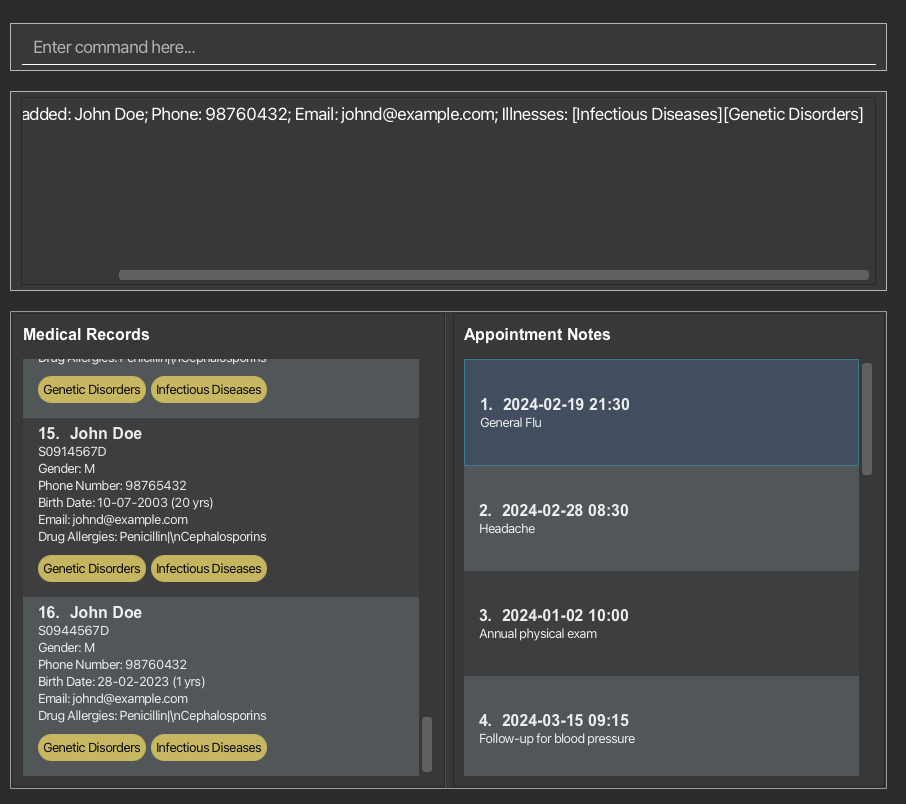 Enter command here...
added: John Doe; Phone: 98760432; Email: johnd@example.com; Illnesses: [Infectious Diseases][Genetic Disorders]
Medical Records
Drug Allergies: Penicillin|\nCephalosporins
Genetic Disorders Infectious Diseases
15. John Doe
S0914567D
Gender: M
Phone Number: 98765432
Birth Date: 10-07-2003 (20 yrs)
Email: johnd@example.com
Drug Allergies: Penicillin|\nCephalosporins
Genetic Disorders Infectious Diseases
16. John Doe
S0944567D
Gender: M
Phone Number: 98760432
Birth Date: 28-02-2023 (1 yrs)
Email: johnd@example.com
Drug Allergies: Penicillin|\nCephalosporins
Genetic Disorders Infectious Diseases
Appointment Notes
1. 2024-02-19 21:30
General Flu
2. 2024-02-28 08:30
Headache
3. 2024-01-02 10:00
Annual physical exam
4. 2024-03-15 09:15
Follow-up for blood pressure